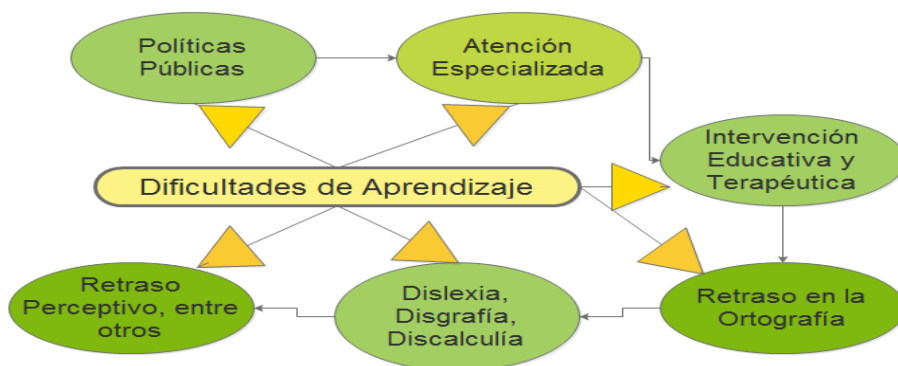 Políticas
Públicas
Atención
Especializada
Intervención
Educativa y
Terapéutica
Dificultades de Aprendizaje
Retraso
Perceptivo, entre
otros
Dislexia,
Disgrafía,
Discalculía
Retraso en la
Ortografía